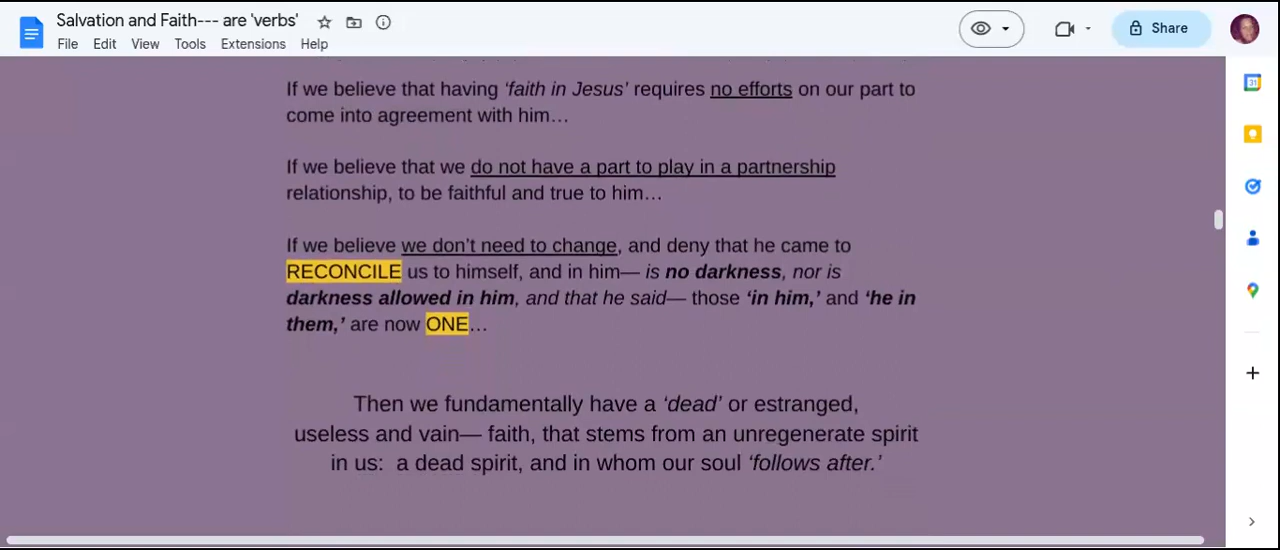 Salvation and Faith--- are 'verbs'
File Edit View Tools Extensions Help
Share
31
If we believe that having ‘faith in Jesus’ requires no efforts on our part to
come into agreement with him…
If we believe that we do not have a part to play in a partnership
relationship, to be faithful and true to him…
If we believe we don’t need to change, and deny that he came to
RECONCILE us to himself, and in him— is no darkness, nor is
darkness allowed in him, and that he said— those ‘in him,’ and ‘he in
them,’ are now ONE…
Then we fundamentally have a ‘dead’ or estranged,
useless and vain— faith, that stems from an unregenerate spirit
in us:  a dead spirit, and in whom our soul ‘follows after.’